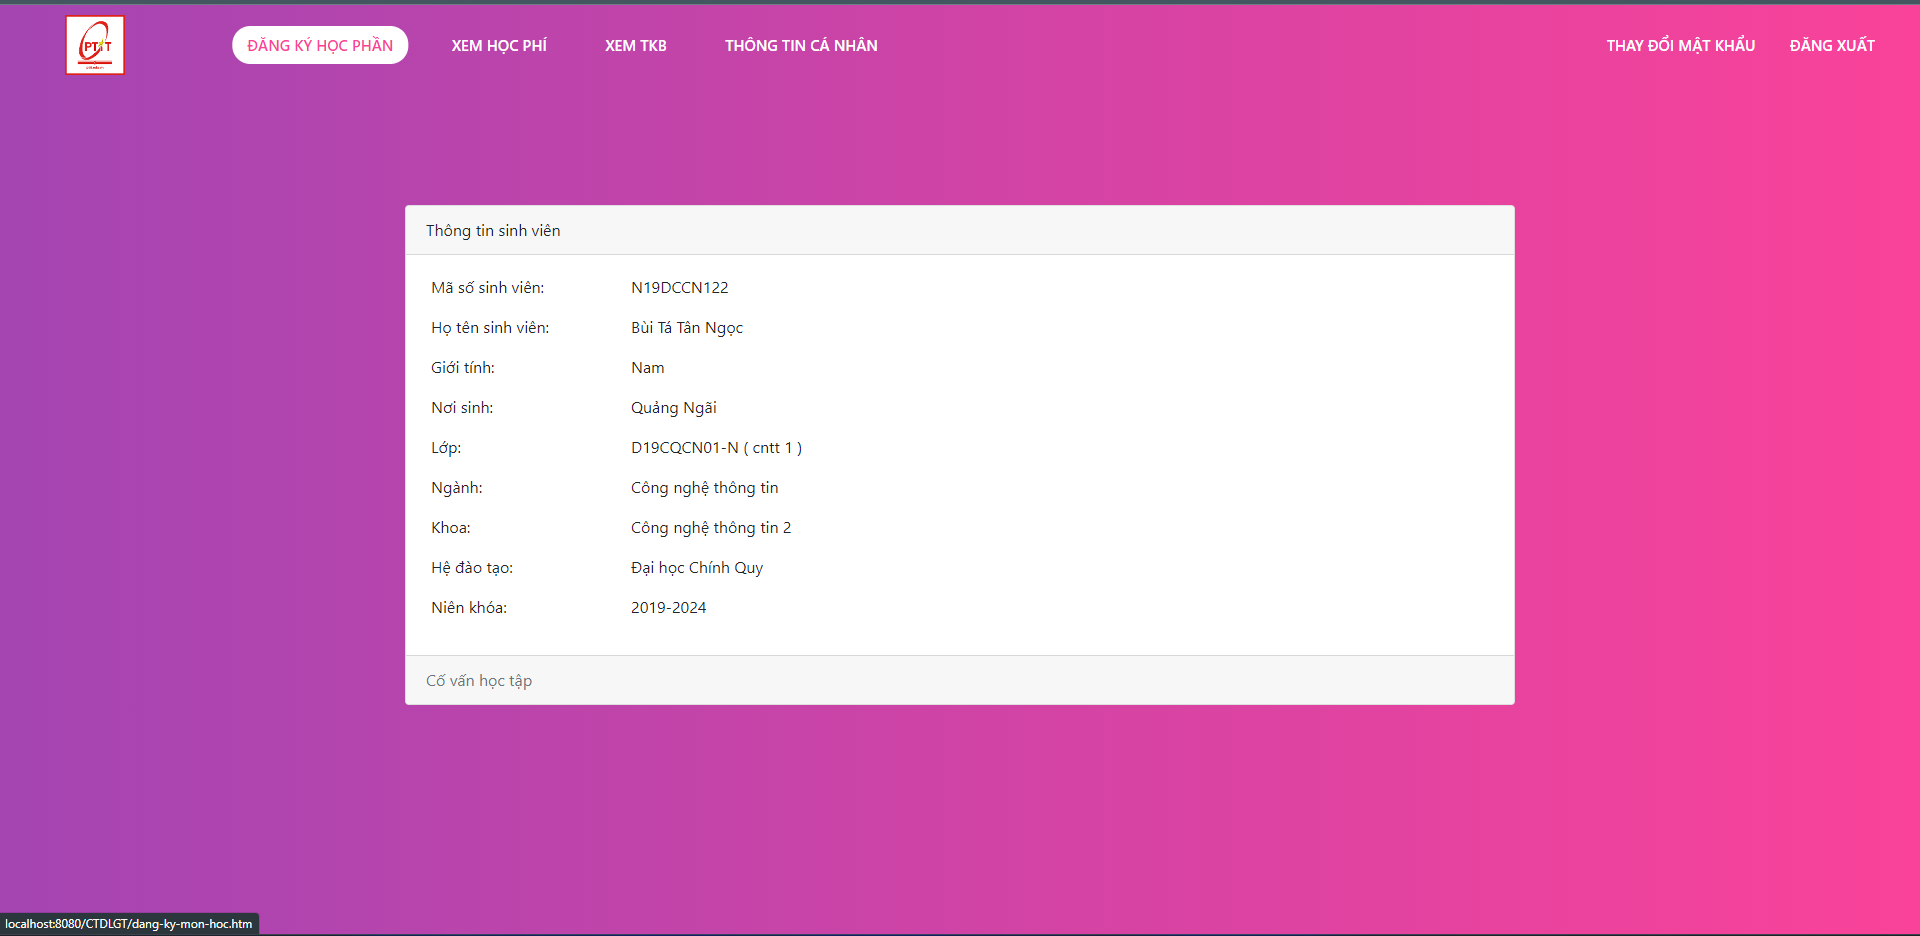 PTIT
ĐĂNG KÝ HỌC PHẦN XEM HỌC PHÍ XEM TKB THÔNG TIN CÁ NHÂN THAY ĐỔI MẬT KHẨU ĐĂNG XUẤT
Thông tin sinh viên
Mã số sinh viên: N19DCCN122
Họ tên sinh viên: Bùi Tá Tân Ngọc
Giới tính: Nam
Nơi sinh: Quảng Ngãi
Lớp: D19CQCN01-N ( cntt 1 )
Ngành: Công nghệ thông tin
Khoa: Công nghệ thông tin 2
Hệ đào tạo: Đại học Chính Quy
Niên khóa: 2019-2024
Cố vấn học tập
localhost:8080/CTDLGT/dang-ky-mon-hoc.htm